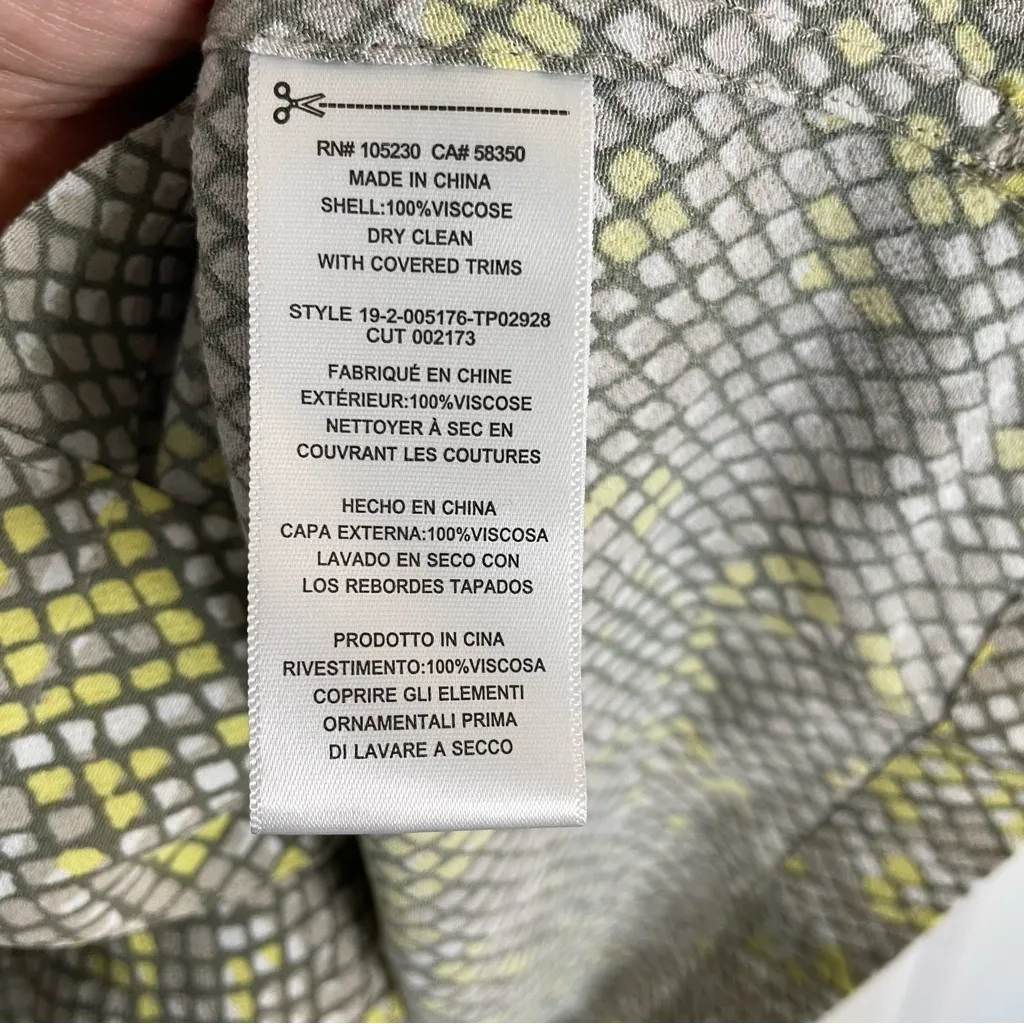 RN# 105230 CA# 58350
MADE IN CHINA
SHELL:100%VISCOSE
DRY CLEAN
WITH COVERED TRIMS
STYLE 19-2-005176-TP02928
CUT 002173
FABRIQUÉ EN CHINE
EXTÉRIEUR:100%VISCOSE
NETTOYER À SEC EN
COUVRANT LES COUTURES
HECHO EN CHINA
CAPA EXTERNA:100%VISCOSA
LAVADO EN SECO CON
LOS REBORDES TAPADOS
PRODOTTO IN CINA
RIVESTIMENTO:100%VISCOSA
COPRIRE GLI ELEMENTI
ORNAMENTALI PRIMA
DI LAVARE A SECCO